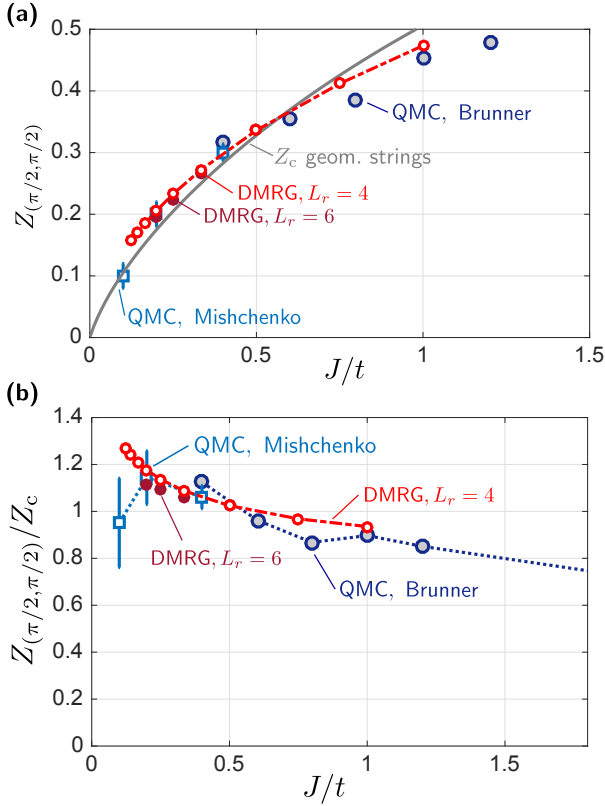 (a)
0.5
0.4
0.3
0.2
0.1
0
Z(π/2,π/2)
QMC, Brunner
Zc geom. strings
DMRG, Lr = 4
DMRG, Lr = 6
QMC, Mishchenko
0 0.5 1 1.5
J/t
(b)
1.4
1.2
1
0.8
0.6
0.4
0.2
0
Z(π/2,π/2)/Zc
QMC, Mishchenko
DMRG, Lr = 4
DMRG, Lr = 6
QMC, Brunner
0 0.5 1 1.5
J/t